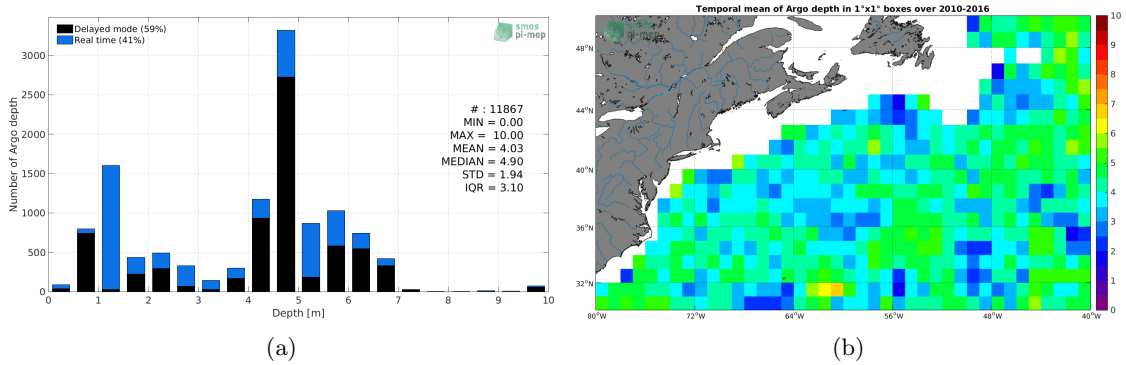 Delayed mode (59%)
Real time (41%)
smos
pi-mep
# : 11867
MIN = 0.00
MAX = 10.00
MEAN = 4.03
MEDIAN = 4.90
STD = 1.94
IQR = 3.10
Number of Argo depth
3500
3000
2500
2000
1500
1000
500
0
0 1 2 3 4 5 6 7 8 9 10
Depth [m]
(a)
Temporal mean of Argo depth in 1°x1° boxes over 2010-2016
smos
pi-mep
48°N
44°N
40°N
36°N
32°N
80°W 72°W 64°W 56°W 48°W 40°W
10
9
8
7
6
5
4
3
2
1
0
(b)